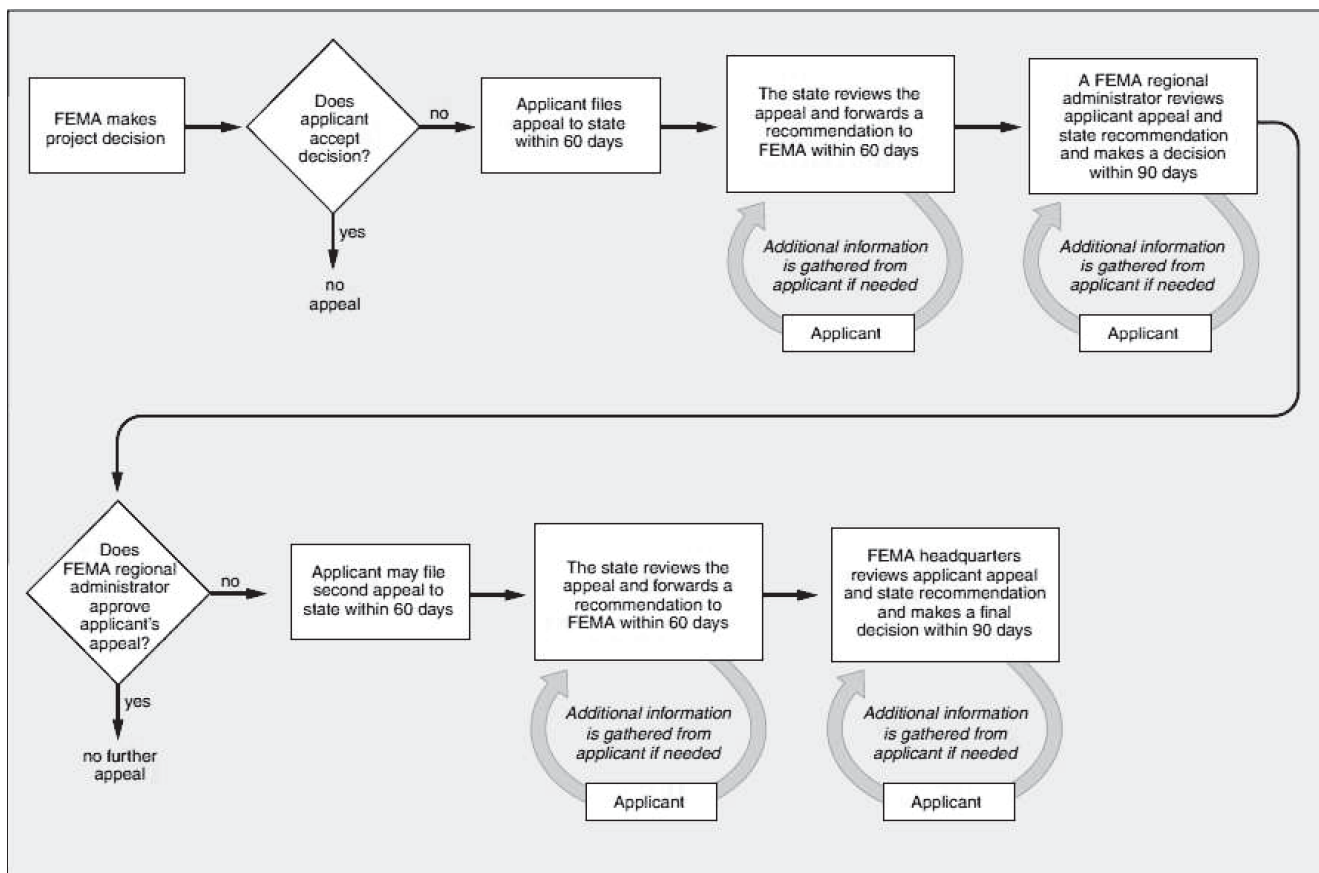 FEMA makes
project decision
Does
applicant
accept
decision?
no
yes
no
appeal
Applicant files
appeal to state
within 60 days
The state reviews the
appeal and forwards a
recommendation to
FEMA within 60 days
Additional information
is gathered from
applicant if needed
Applicant
A FEMA regional
administrator reviews
applicant appeal and
state recommendation
and makes a decision
within 90 days
Additional information
is gathered from
applicant if needed
Applicant
Does
FEMA regional
administrator
approve
applicant's
appeal?
no
yes
no further
appeal
Applicant may file
second appeal to
state within 60 days
The state reviews the
appeal and forwards a
recommendation to
FEMA within 60 days
Additional information
is gathered from
applicant if needed
Applicant
FEMA headquarters
reviews applicant appeal
and state recommendation
and makes a final
decision within 90 days
Additional information
is gathered from
applicant if needed
Applicant